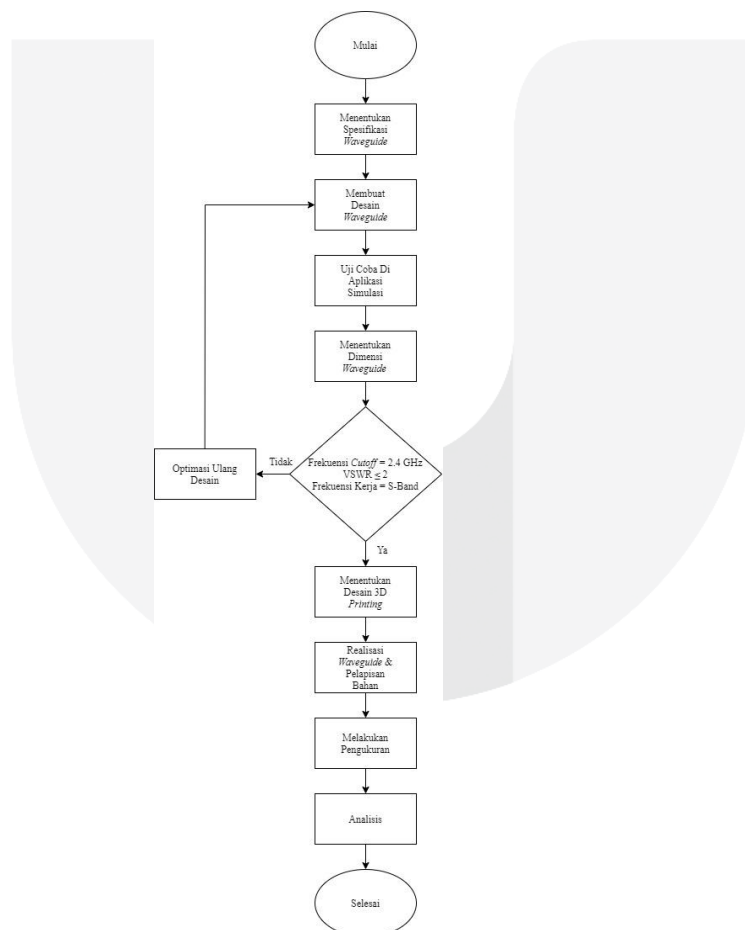 Mulai
Menentukan
Spesifikasi
Waveguide
Membuat
Desain
Waveguide
Uji Coba Di
Aplikasi
Simulasi
Menentukan
Dimensi
Waveguide
Frekuensi Cutoff = 2.4 GHz
VSWR ≤ 2
Frekuensi Kerja = S-Band
Tidak
Optimasi Ulang
Desain
Ya
Menentukan
Desain 3D
Printing
Realisasi
Waveguide &
Pelapisan
Bahan
Melakukan
Pengukuran
Analisis
Selesai